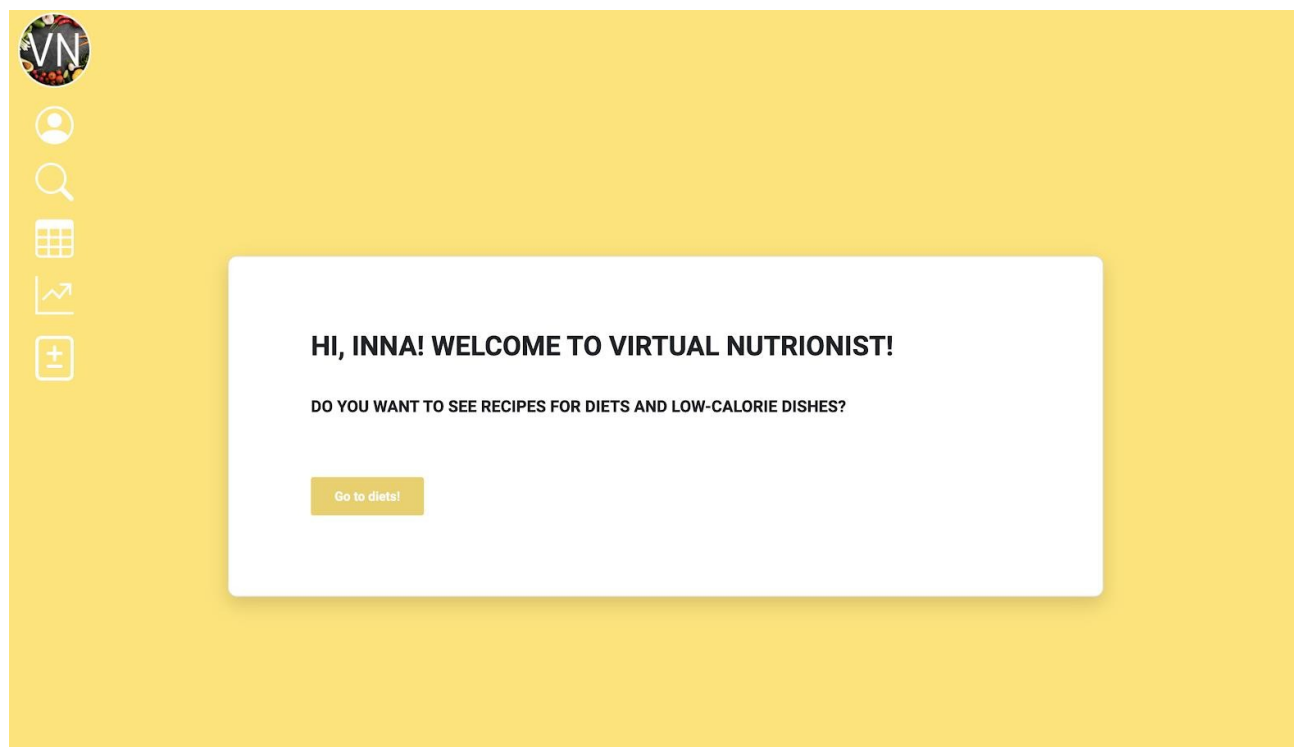 VN
HI, INNA! WELCOME TO VIRTUAL NUTRIONIST!
DO YOU WANT TO SEE RECIPES FOR DIETS AND LOW-CALORIE DISHES?
Go to diets!